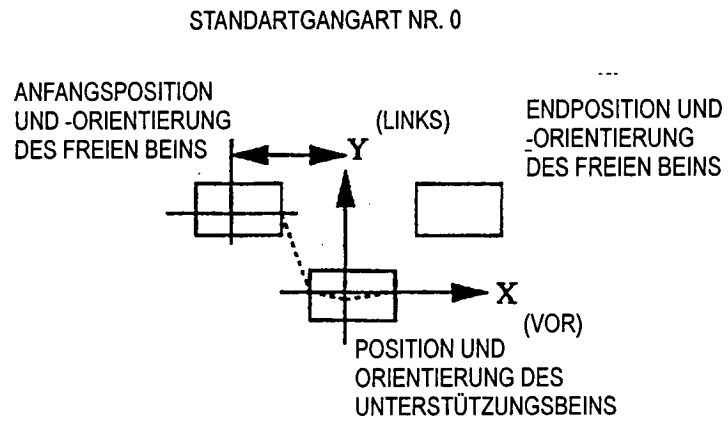 STANDARTGANGART NR. 0
ANFANGSPOSITION
UND -ORIENTIERUNG
DES FREIEN BEINS
(LINKS)
Y
ENDPOSITION UND
-ORIENTIERUNG
DES FREIEN BEINS
X
(VOR)
POSITION UND
ORIENTIERUNG DES
UNTERSTÜTZUNGSBEINS